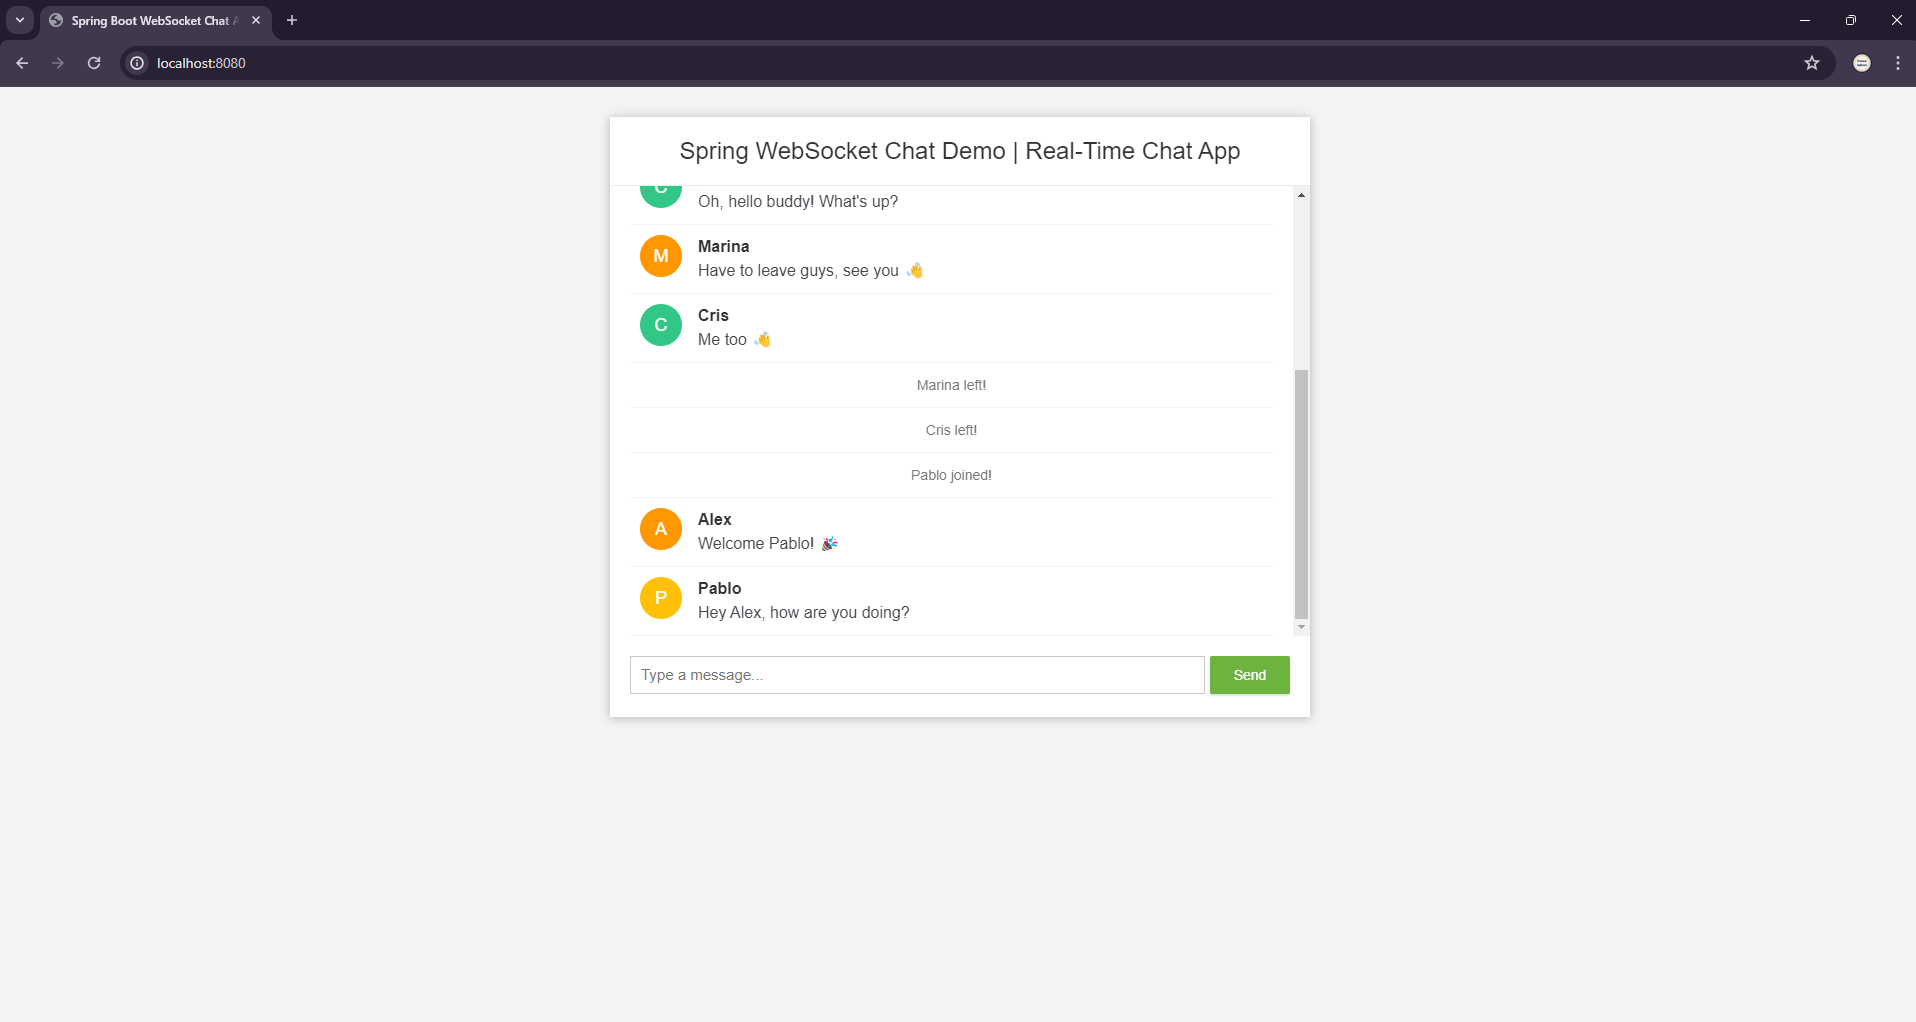 Spring Boot WebSocket Chat
localhost:8080
Spring WebSocket Chat Demo | Real-Time Chat App
C
Oh, hello buddy! What's up?
M
Marina
Have to leave guys, see you 👋
C
Cris
Me too 👋
Marina left!
Cris left!
Pablo joined!
A
Alex
Welcome Pablo! 🎉
P
Pablo
Hey Alex, how are you doing?
Type a message...
Send